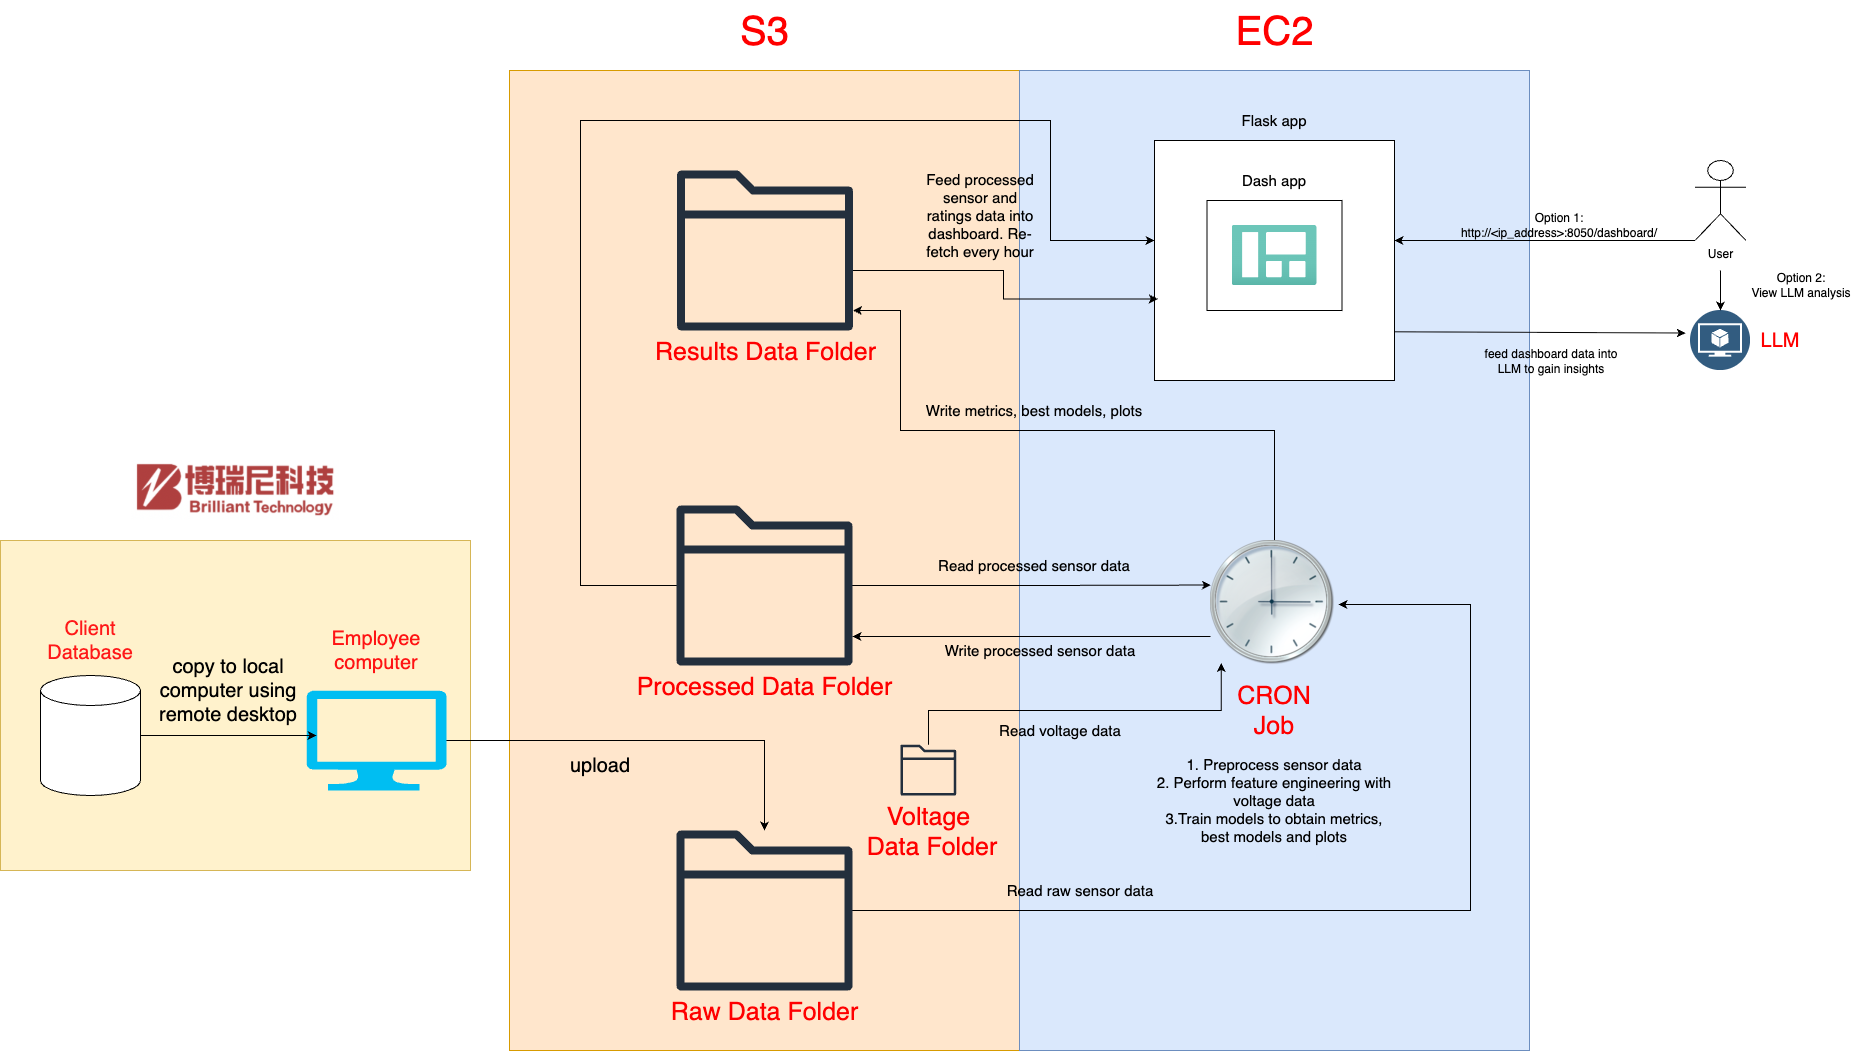 S3
EC2
Flask app
Dash app
Feed processed
sensor and
ratings data into
dashboard. Re-
fetch every hour
Option 1:
http://<ip_address>:8050/dashboard/
User
Option 2:
View LLM analysis
LLM
feed dashboard data into
LLM to gain insights
Results Data Folder
Write metrics, best models, plots
博瑞尼科技
Brilliant Technology
Client
Database
copy to local
computer using
remote desktop
Employee
computer
upload
Read processed sensor data
Write processed sensor data
Processed Data Folder
Read voltage data
CRON
Job
1. Preprocess sensor data
2. Perform feature engineering with
voltage data
3.Train models to obtain metrics,
best models and plots
Voltage
Data Folder
Read raw sensor data
Raw Data Folder